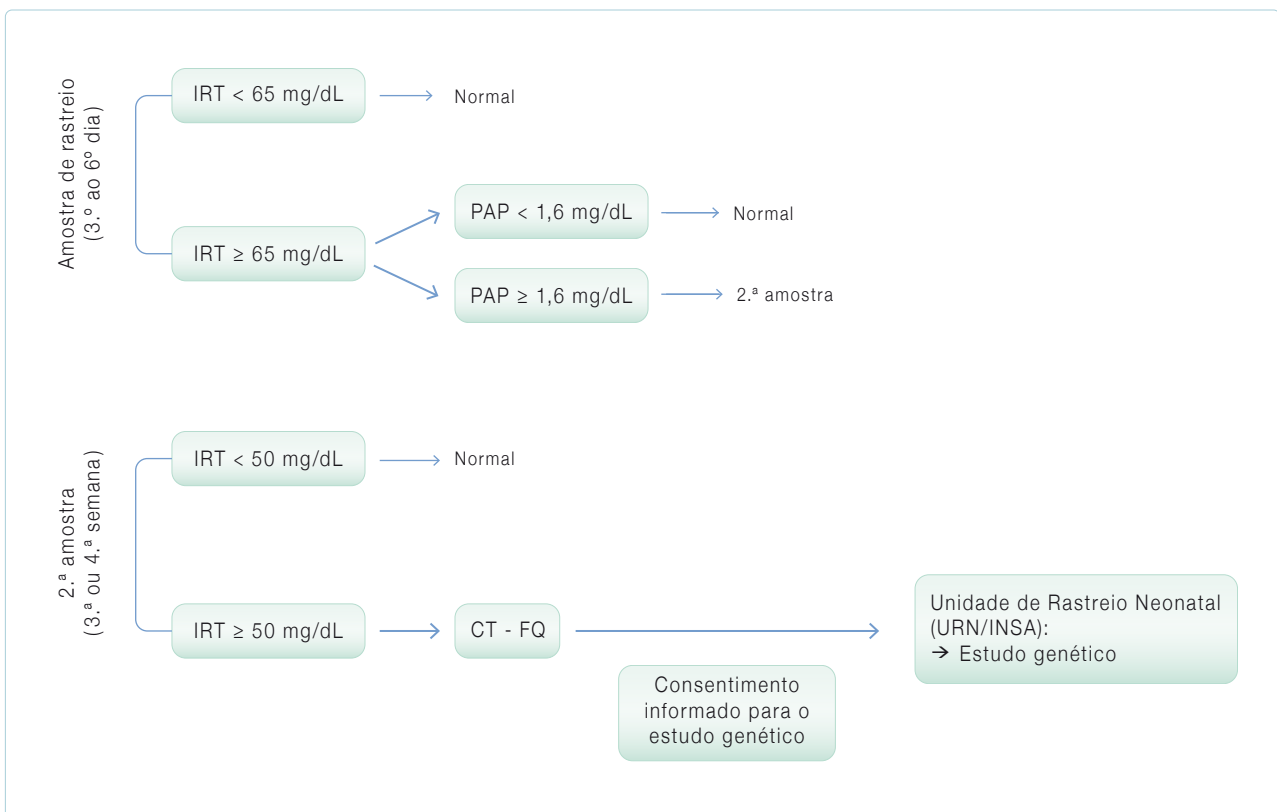 Amostra de rastreio
(3.º ao 6º dia)
IRT < 65 mg/dL
Normal
IRT ≥ 65 mg/dL
PAP < 1,6 mg/dL
Normal
PAP ≥ 1,6 mg/dL
2.ª amostra
2.ª amostra
(3.ª ou 4.ª semana)
IRT < 50 mg/dL
Normal
IRT ≥ 50 mg/dL
CT - FQ
Consentimento
informado para o
estudo genético
Unidade de Rastreio Neonatal
(URN/INSA):
→ Estudo genético